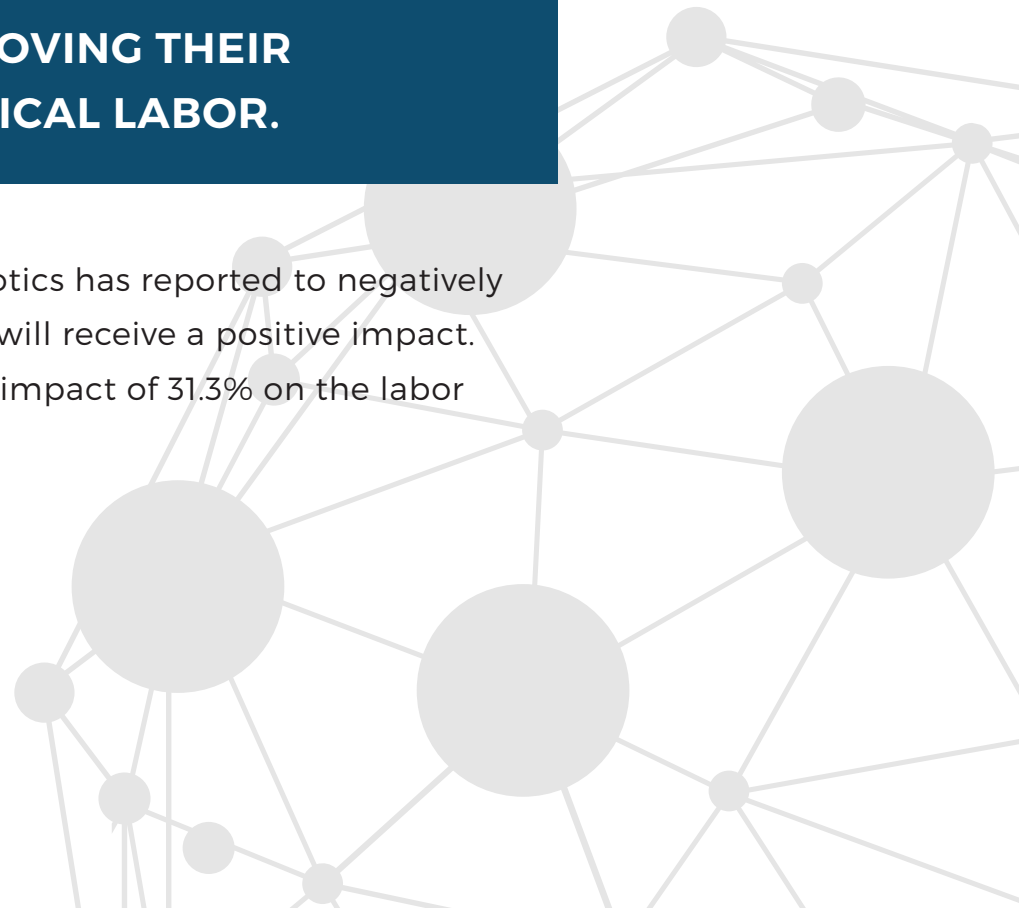 OVING THEIR
ICAL LABOR.
otics has reported to negatively
will receive a positive impact.
impact of 31.3% on the labor